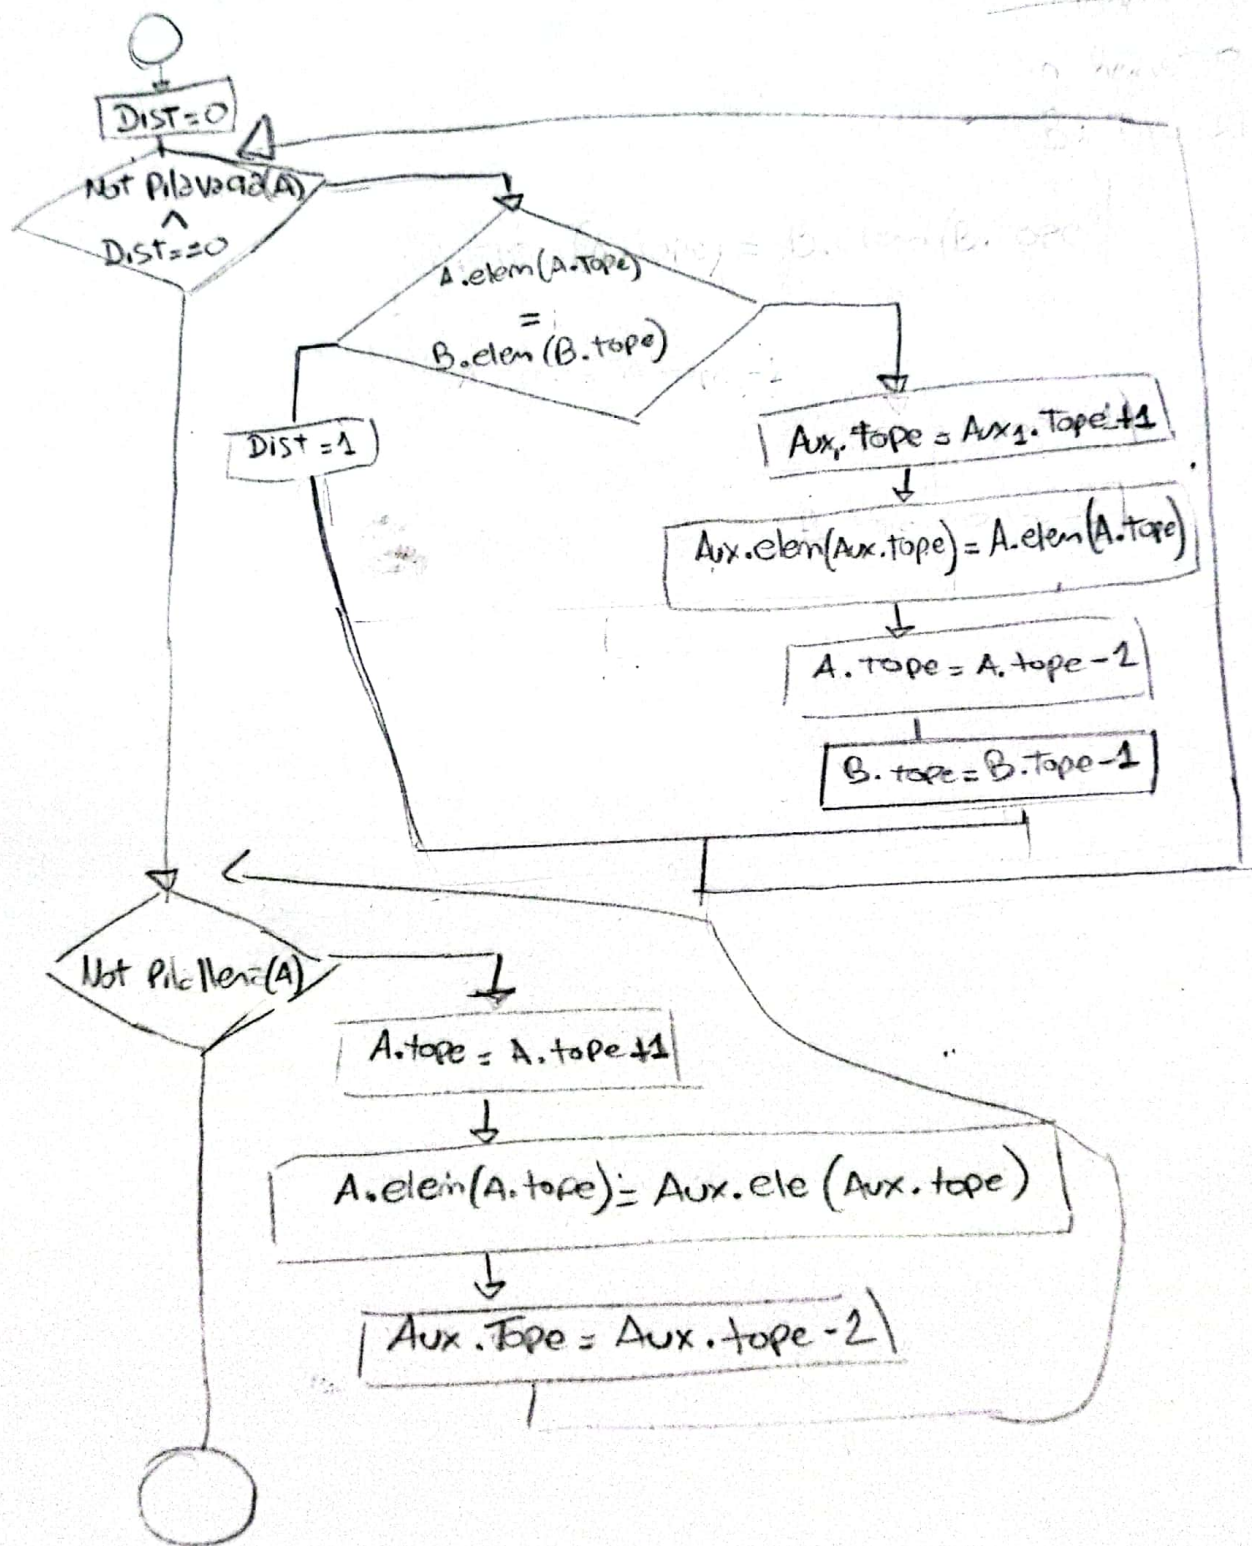 Dist=0
Not Pilavacia(A)
^
Dist==0
A.elem(A.Tope)
=
B.elem(B.tope)
Dist=1
Aux₁.Tope = Aux₁.Tope+1
Aux.elem(Aux.tope) = A.elem(A.tope)
A.Tope = A.tope-1
B.tope = B.Tope-1
Not Pilallena(A)
A.tope = A.tope+1
A.elem(A.tope) = Aux.ele(Aux.tope)
Aux.Tope = Aux.tope-1